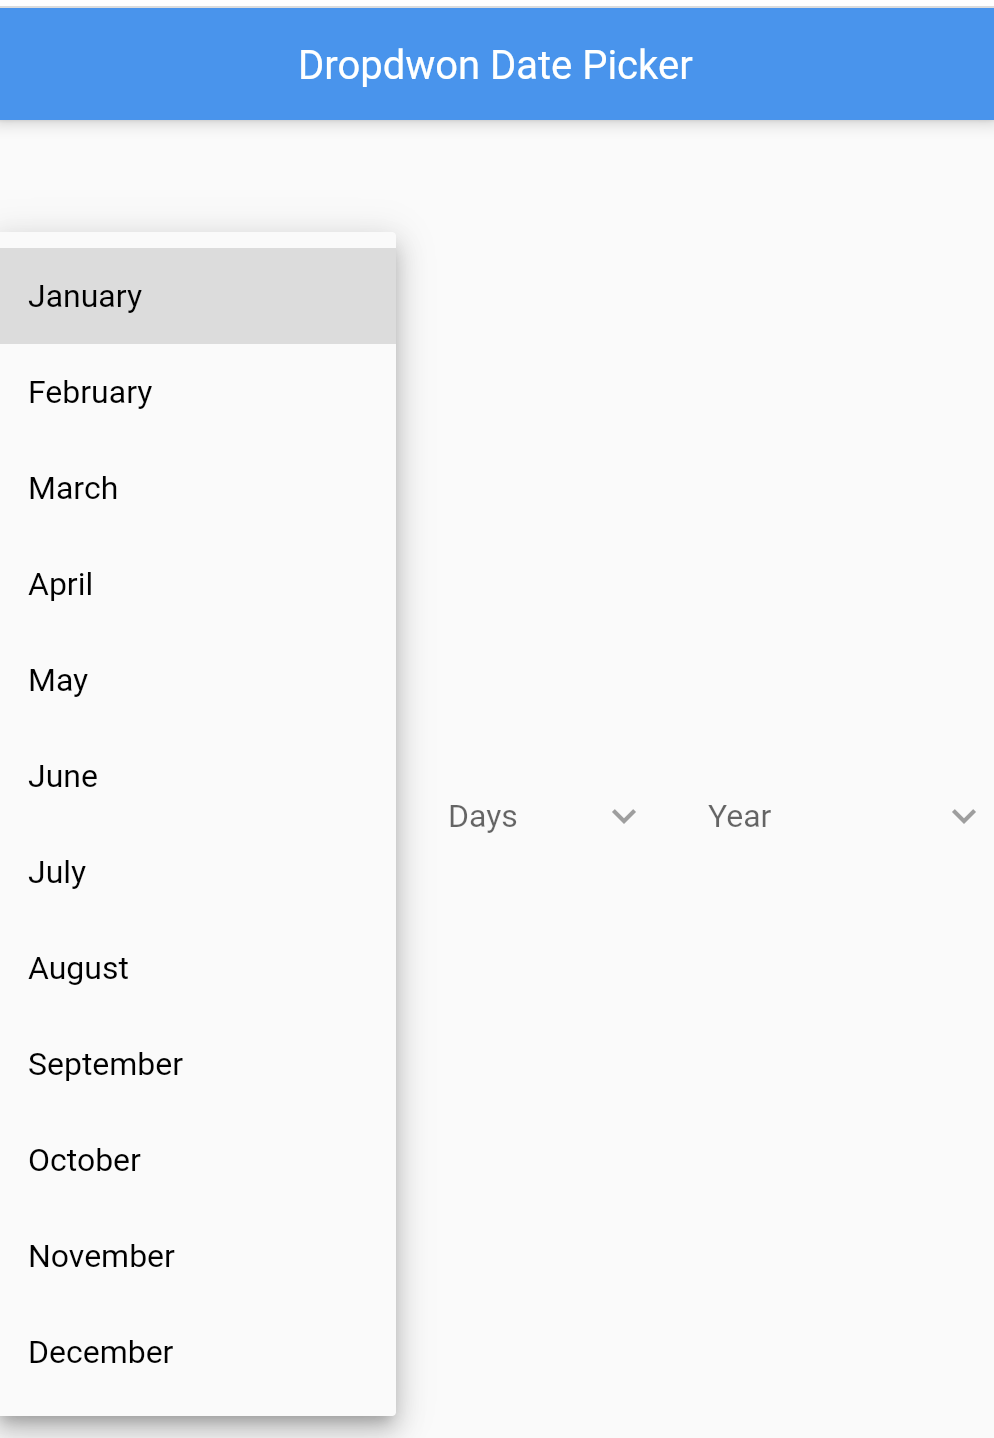 Dropdwon Date Picker
January
February
March
April
May
June
Days
Year
July
August
September
October
November
December